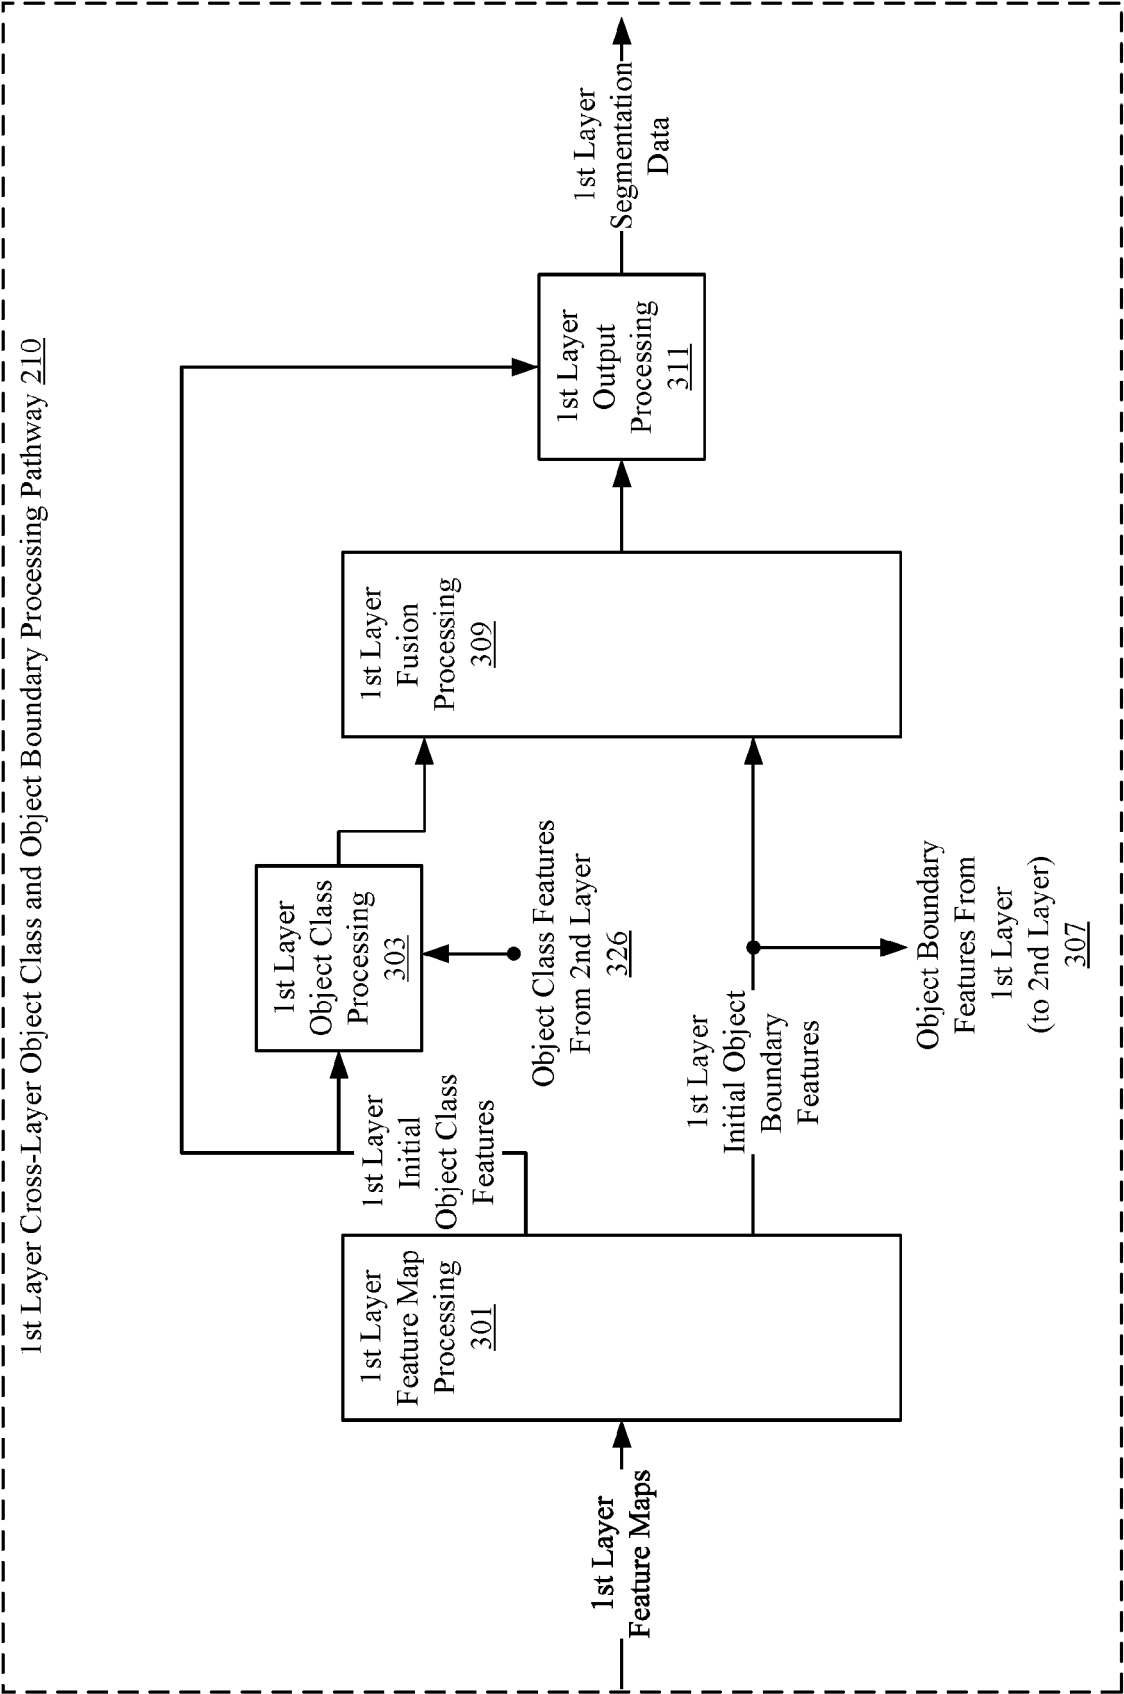 1st Layer Cross-Layer Object Class and Object Boundary Processing Pathway 210
1st Layer
Feature Maps
1st Layer
Feature Map
Processing
301
1st Layer
Initial
Object Class
Features
1st Layer
Object Class
Processing
303
Object Class Features
From 2nd Layer
326
1st Layer
Initial Object
Boundary
Features
Object Boundary
Features From
1st Layer
(to 2nd Layer)
307
1st Layer
Fusion
Processing
309
1st Layer
Output
Processing
311
1st Layer
Segmentation
Data